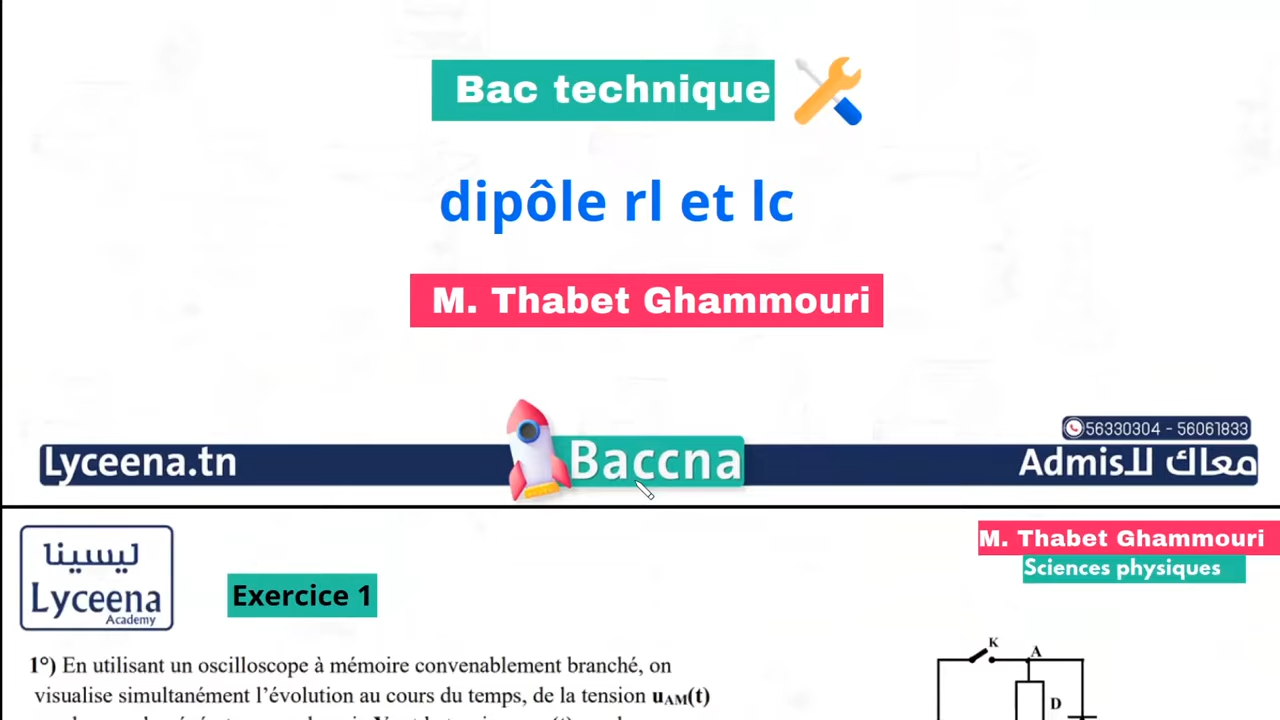 Bac technique
dipôle rl et lc
M. Thabet Ghammouri
56330304 - 56061833
Lyceena.tn
Baccna
معاك للـAdmis
M. Thabet Ghammouri
Sciences physiques
ليسينا
Lyceena
Academy
Exercice 1
K
A
1°) En utilisant un oscilloscope à mémoire convenablement branché, on
visualise simultanément l'évolution au cours du temps, de la tension uAM(t)
D